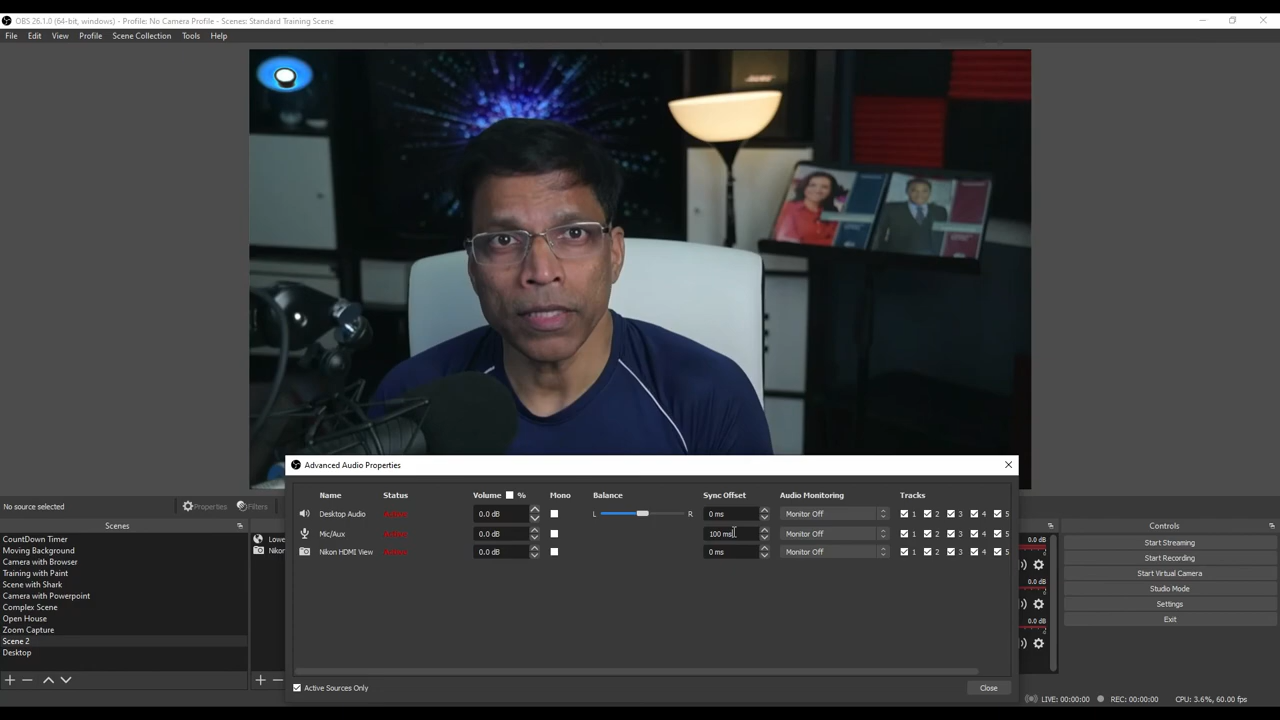 OBS 26.1.0 (64-bit, windows) - Profile: No Camera Profile - Scenes: Standard Training Scene
File Edit View Profile Scene Collection Tools Help
Advanced Audio Properties
Name Status Volume % Mono Balance Sync Offset Audio Monitoring Tracks
Desktop Audio Active 0.0 dB L R 0 ms Monitor Off 1 2 3 4 5
Mic/Aux Active 0.0 dB 100 ms Monitor Off 1 2 3 4 5
Nikon HDMI View Active 0.0 dB 0 ms Monitor Off 1 2 3 4 5
Active Sources Only
Close
No source selected
Properties
Filters
Scenes
CountDown Timer
Moving Background
Camera with Browser
Training with Paint
Scene with Shark
Camera with Powerpoint
Complex Scene
Open House
Zoom Capture
Scene 2
Desktop
Lowe
Nikon
0.0 dB
0.0 dB
0.0 dB
Controls
Start Streaming
Start Recording
Start Virtual Camera
Studio Mode
Settings
Exit
LIVE: 00:00:00 REC: 00:00:00 CPU: 3.6%, 60.00 fps